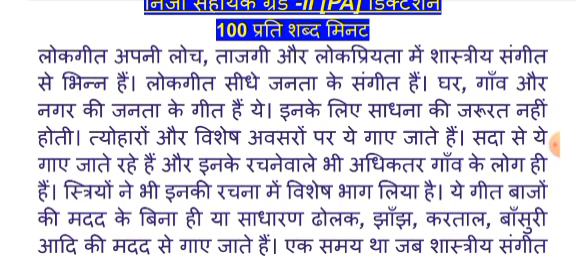 निजी सहायक ग्रेड -II [PA] डिक्टेशन
100 प्रति शब्द मिनट
लोकगीत अपनी लोच, ताजगी और लोकप्रियता में शास्त्रीय संगीत
से भिन्न हैं। लोकगीत सीधे जनता के संगीत हैं। घर, गाँव और
नगर की जनता के गीत हैं ये। इनके लिए साधना की जरूरत नहीं
होती। त्योहारों और विशेष अवसरों पर ये गाए जाते हैं। सदा से ये
गाए जाते रहे हैं और इनके रचनेवाले भी अधिकतर गाँव के लोग ही
हैं। स्त्रियों ने भी इनकी रचना में विशेष भाग लिया है। ये गीत बाजों
की मदद के बिना ही या साधारण ढोलक, झाँझ, करताल, बाँसुरी
आदि की मदद से गाए जाते हैं। एक समय था जब शास्त्रीय संगीत